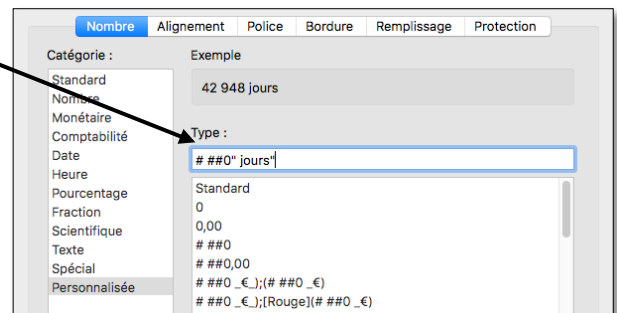 Nombre Alignement Police Bordure Remplissage Protection
Catégorie :
Standard
Nombre
Monétaire
Comptabilité
Date
Heure
Pourcentage
Fraction
Scientifique
Texte
Spécial
Personnalisée
Exemple
42 948 jours
Type :
# ##0" jours"
Standard
0
0,00
# ##0
# ##0,00
# ##0 _€_);(# ##0 _€)
# ##0 _€_);[Rouge](# ##0 _€)